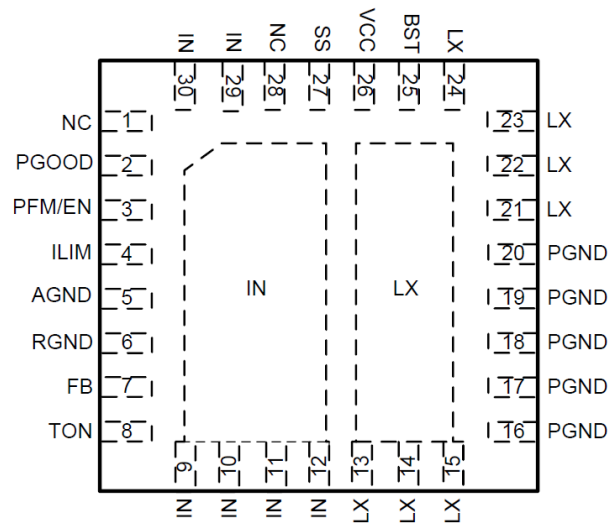 IN IN NC SS VCC BST LX
30 29 28 27 26 25 24
NC 1 23 LX
PGOOD 2 22 LX
PFM/EN 3 21 LX
ILIM 4 20 PGND
AGND 5 19 PGND
IN LX
RGND 6 18 PGND
FB 7 17 PGND
TON 8 16 PGND
9 10 11 12 13 14 15
IN IN IN IN LX LX LX